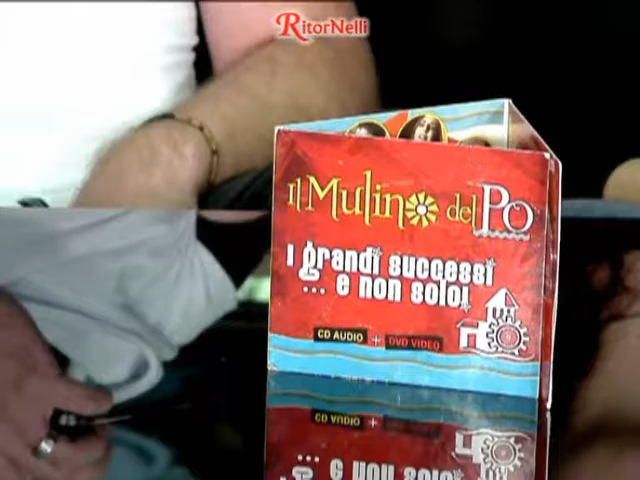 RitorNelli
Il Mulino del Po
I grandi successi
... e non solo!
CD AUDIO + DVD VIDEO